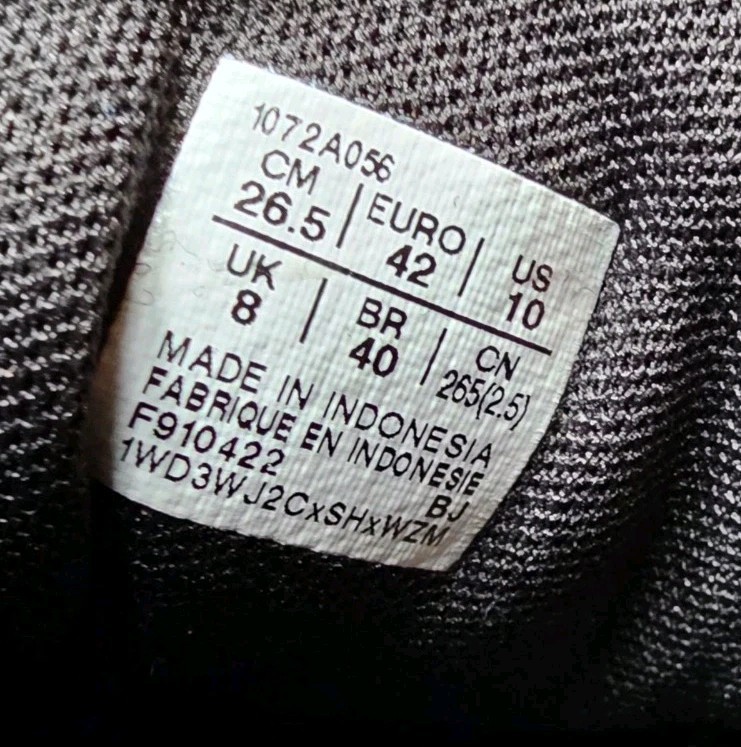 1072A056
CM 26.5 | EURO 42 | US 10
UK 8 | BR 40 | CN 265(2.5)
MADE IN INDONESIA
FABRIQUE EN INDONESIE
F910422 BJ
1WD3WJ2CxSHxWZM